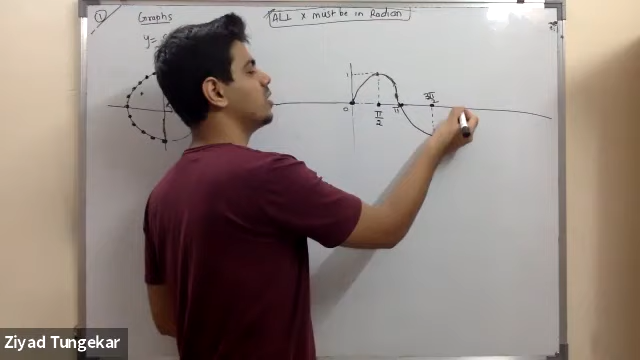 ① Graphs
ALL x must be in Radian
y=
1
0
π/2
π
3π/2
Ziyad Tungekar